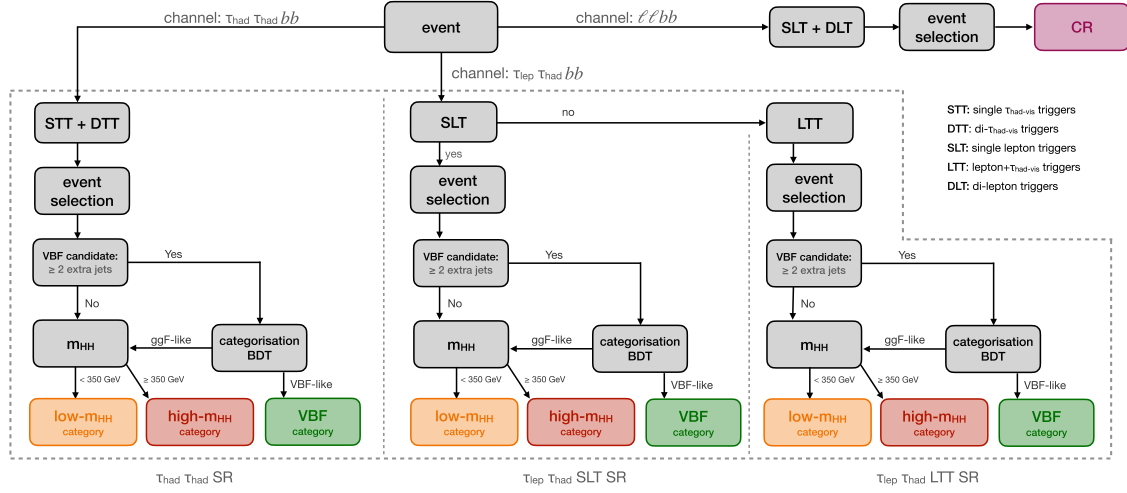 channel: τhad τhad bb
event
channel: ℓℓbb
SLT + DLT
event
selection
CR
channel: τlep τhad bb
STT + DTT
SLT
no
LTT
yes
STT: single τhad-vis triggers
DTT: di-τhad-vis triggers
SLT: single lepton triggers
LTT: lepton+τhad-vis triggers
DLT: di-lepton triggers
event
selection
event
selection
event
selection
VBF candidate:
≥ 2 extra jets
Yes
VBF candidate:
≥ 2 extra jets
Yes
VBF candidate:
≥ 2 extra jets
Yes
No
No
No
mHH
ggF-like
categorisation
BDT
mHH
ggF-like
categorisation
BDT
mHH
ggF-like
categorisation
BDT
< 350 GeV
≥ 350 GeV
VBF-like
< 350 GeV
≥ 350 GeV
VBF-like
< 350 GeV
≥ 350 GeV
VBF-like
low-mHH
category
high-mHH
category
VBF
category
low-mHH
category
high-mHH
category
VBF
category
low-mHH
category
high-mHH
category
VBF
category
τhad τhad SR
τlep τhad SLT SR
τlep τhad LTT SR